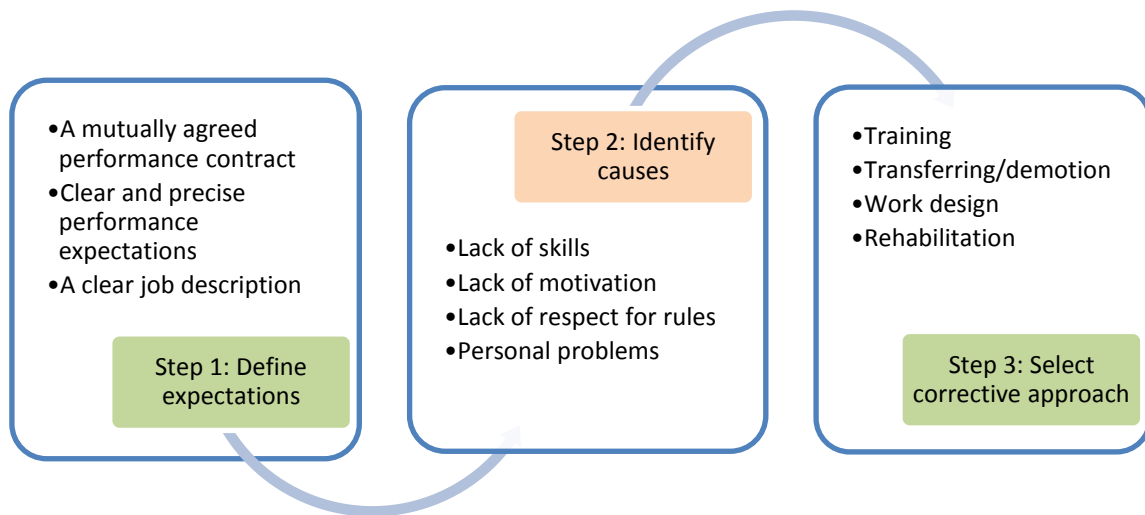 •A mutually agreed
performance contract
•Clear and precise
performance
expectations
•A clear job description
Step 1: Define
expectations
Step 2: Identify
causes
•Lack of skills
•Lack of motivation
•Lack of respect for rules
•Personal problems
•Training
•Transferring/demotion
•Work design
•Rehabilitation
Step 3: Select
corrective approach